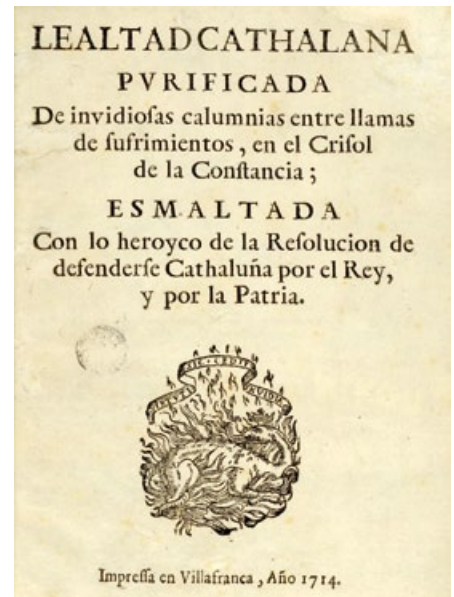 LEALTAD CATHALANA
PVRIFICADA
De invidioſas calumnias entre llamas
de ſufrimientos, en el Criſol
de la Conſtancia;
ESMALTADA
Con lo heroyco de la Reſolucion de
defenderſe Cathaluña por el Rey,
y por la Patria.
Impreſſa en Villafranca, Año 1714.